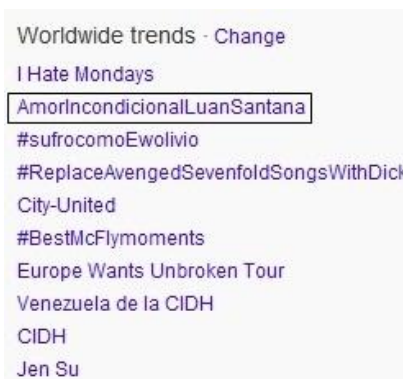 Worldwide trends · Change
I Hate Mondays
AmorIncondicionalLuanSantana
#sufrocomoEwolivio
#ReplaceAvengedSevenfoldSongsWithDick
City-United
#BestMcFlymoments
Europe Wants Unbroken Tour
Venezuela de la CIDH
CIDH
Jen Su